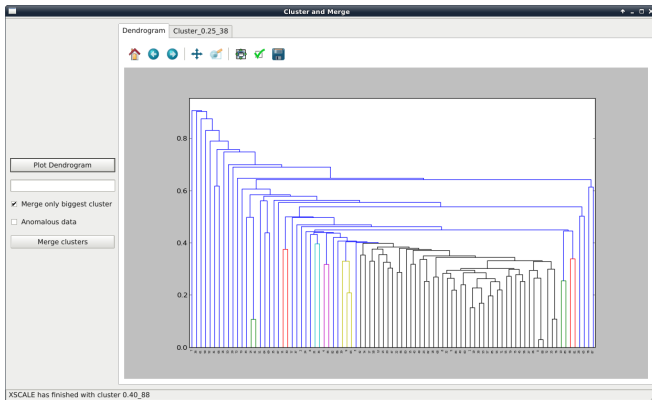 Cluster and Merge
Dendrogram
Cluster_0.25_38
Plot Dendrogram
Merge only biggest cluster
Anomalous data
Merge clusters
0.8
0.6
0.4
0.2
0.0
XSCALE has finished with cluster 0.40_88